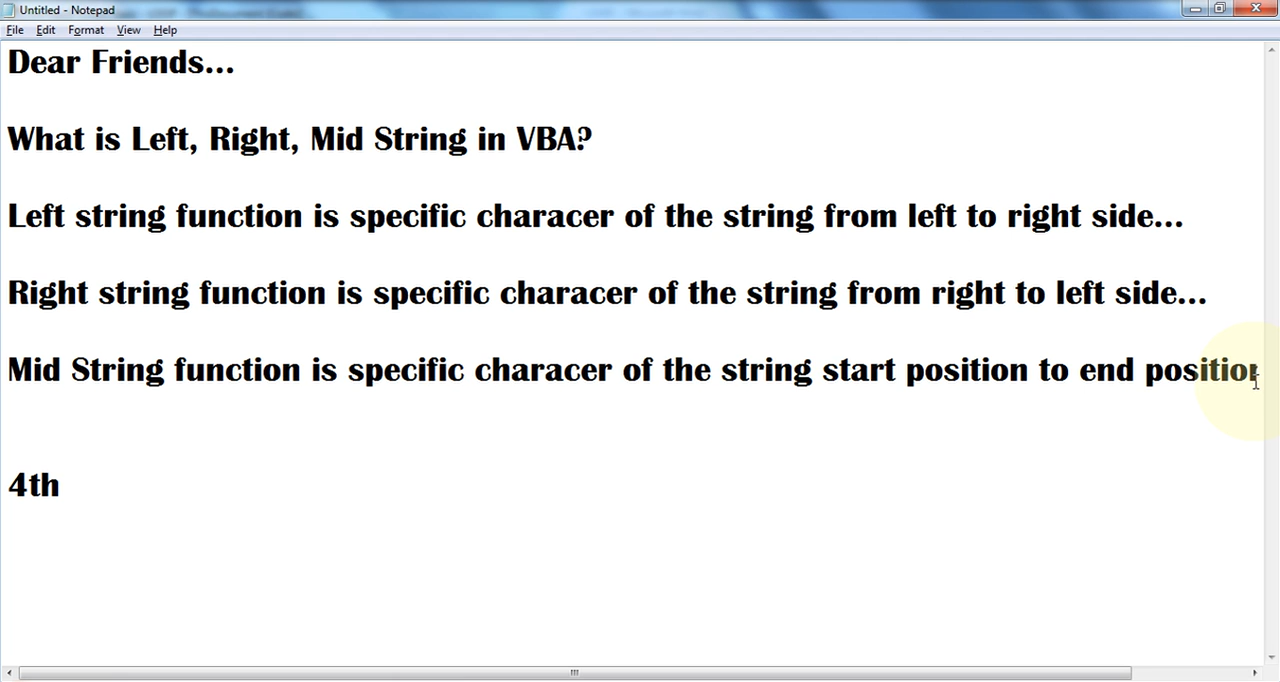 Untitled - Notepad
File Edit Format View Help
Dear Friends...
What is Left, Right, Mid String in VBA?
Left string function is specific characer of the string from left to right side...
Right string function is specific characer of the string from right to left side...
Mid String function is specific characer of the string start position to end position
4th